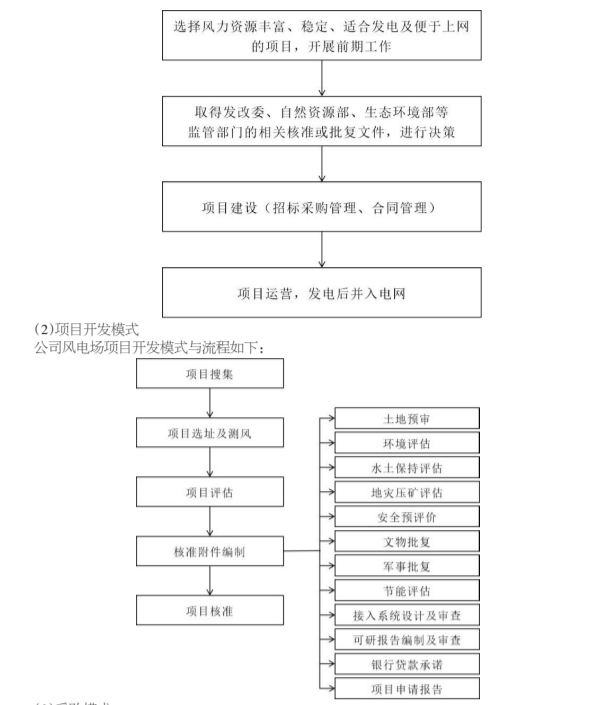 选择风力资源丰富、稳定、适合发电及便于上网
的项目，开展前期工作
取得发改委、自然资源部、生态环境部等
监管部门的相关核准或批复文件，进行决策
项目建设（招标采购管理、合同管理）
项目运营，发电后并入电网
(2)项目开发模式
公司风电场项目开发模式与流程如下：
项目搜集
项目选址及测风
项目评估
核准附件编制
项目核准
土地预审
环境评估
水土保持评估
地灾压矿评估
安全预评价
文物批复
军事批复
节能评估
接入系统设计及审查
可研报告编制及审查
银行贷款承诺
项目申请报告